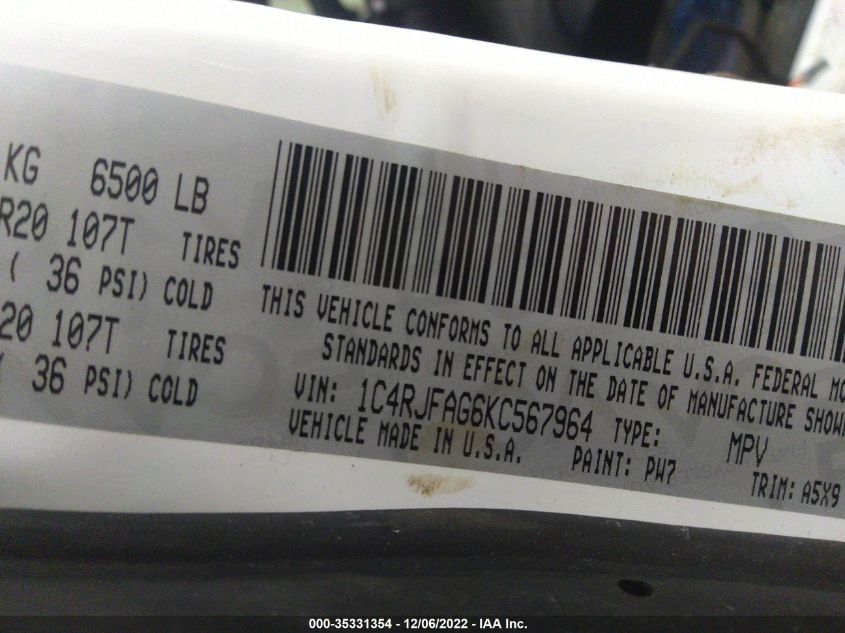 KG 6500 LB
R20 107T TIRES
( 36 PSI) COLD
20 107T TIRES
( 36 PSI) COLD
THIS VEHICLE CONFORMS TO ALL APPLICABLE U.S.A. FEDERAL MO
STANDARDS IN EFFECT ON THE DATE OF MANUFACTURE SHOW
VIN: 1C4RJFAG6KC567964 TYPE: MPV
VEHICLE MADE IN U.S.A. PAINT: PW7 TRIM: A5X9
000-35331354 - 12/06/2022 - IAA Inc.